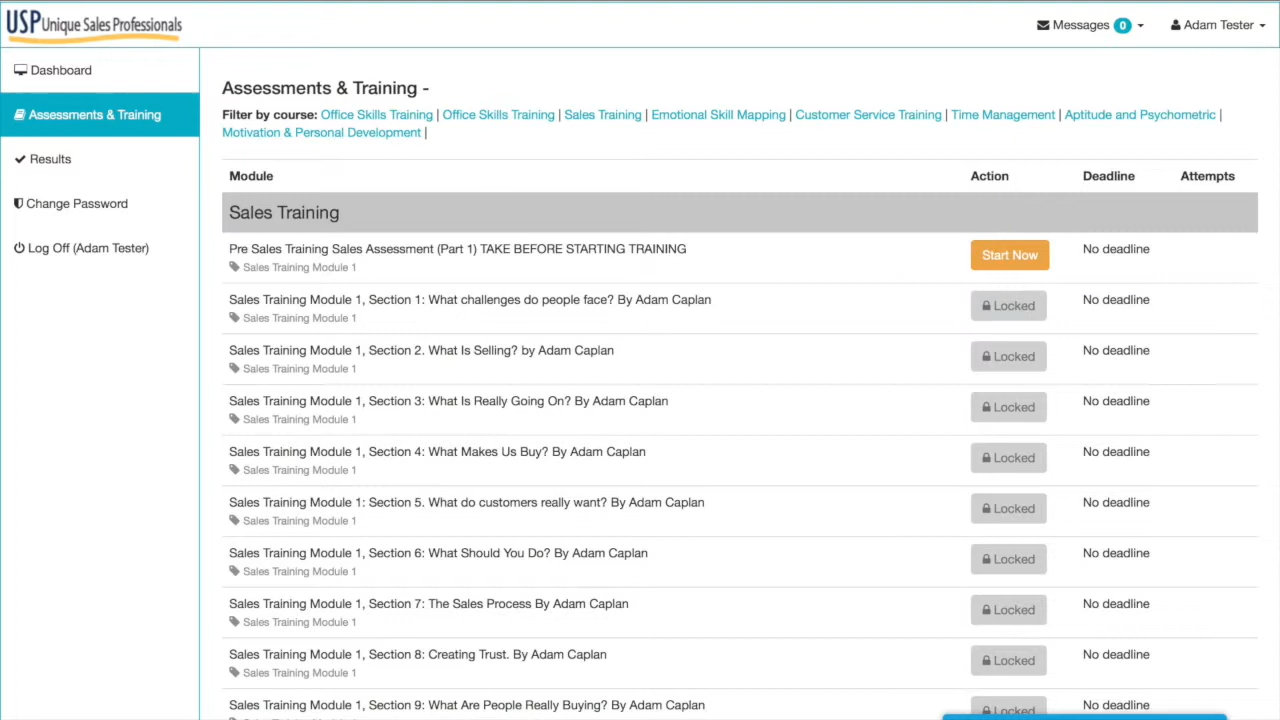 USP Unique Sales Professionals
Messages 0
Adam Tester
Dashboard
Assessments & Training
Results
Change Password
Log Off (Adam Tester)
Assessments & Training -
Filter by course: Office Skills Training | Office Skills Training | Sales Training | Emotional Skill Mapping | Customer Service Training | Time Management | Aptitude and Psychometric |
Motivation & Personal Development |
Module Action Deadline Attempts
Sales Training
Pre Sales Training Sales Assessment (Part 1) TAKE BEFORE STARTING TRAINING Start Now No deadline
Sales Training Module 1
Sales Training Module 1, Section 1: What challenges do people face? By Adam Caplan Locked No deadline
Sales Training Module 1
Sales Training Module 1, Section 2. What Is Selling? by Adam Caplan Locked No deadline
Sales Training Module 1
Sales Training Module 1, Section 3: What Is Really Going On? By Adam Caplan Locked No deadline
Sales Training Module 1
Sales Training Module 1, Section 4: What Makes Us Buy? By Adam Caplan Locked No deadline
Sales Training Module 1
Sales Training Module 1: Section 5. What do customers really want? By Adam Caplan Locked No deadline
Sales Training Module 1
Sales Training Module 1, Section 6: What Should You Do? By Adam Caplan Locked No deadline
Sales Training Module 1
Sales Training Module 1, Section 7: The Sales Process By Adam Caplan Locked No deadline
Sales Training Module 1
Sales Training Module 1, Section 8: Creating Trust. By Adam Caplan Locked No deadline
Sales Training Module 1
Sales Training Module 1, Section 9: What Are People Really Buying? By Adam Caplan Locked No deadline